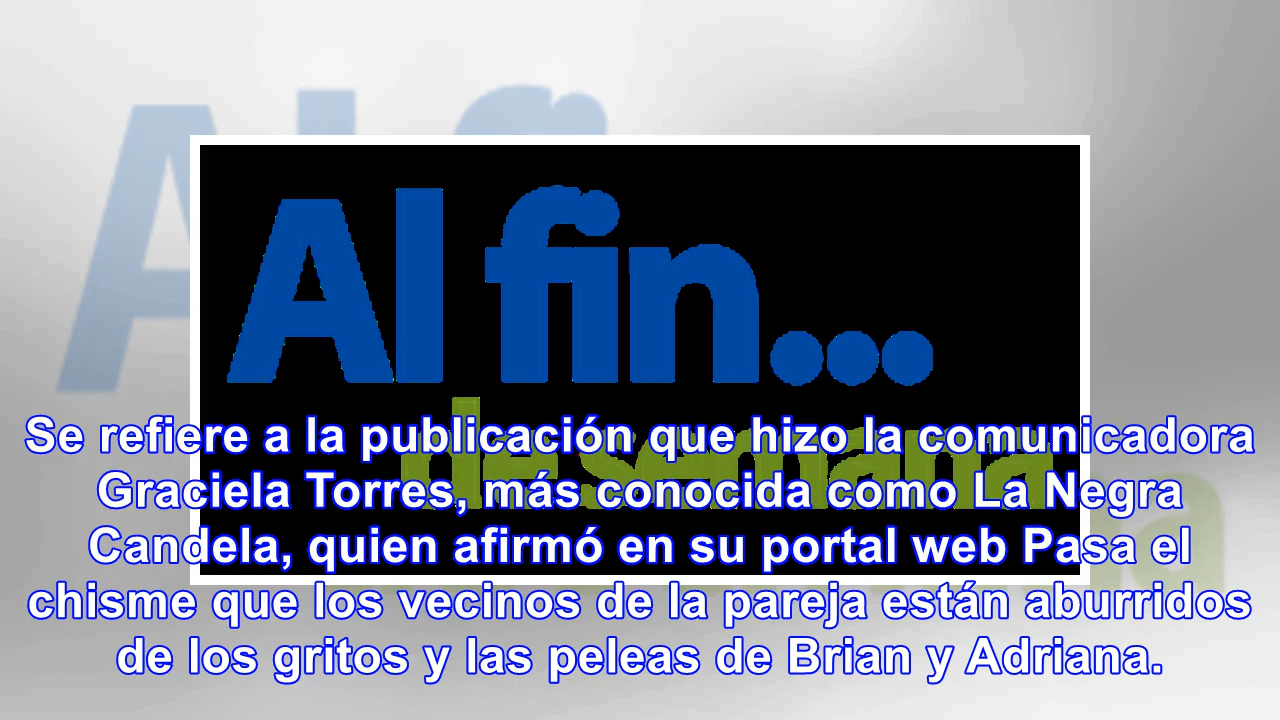 Al fin...
de semana
Se refiere a la publicación que hizo la comunicadora
Graciela Torres, más conocida como La Negra
Candela, quien afirmó en su portal web Pasa el
chisme que los vecinos de la pareja están aburridos
de los gritos y las peleas de Brian y Adriana.